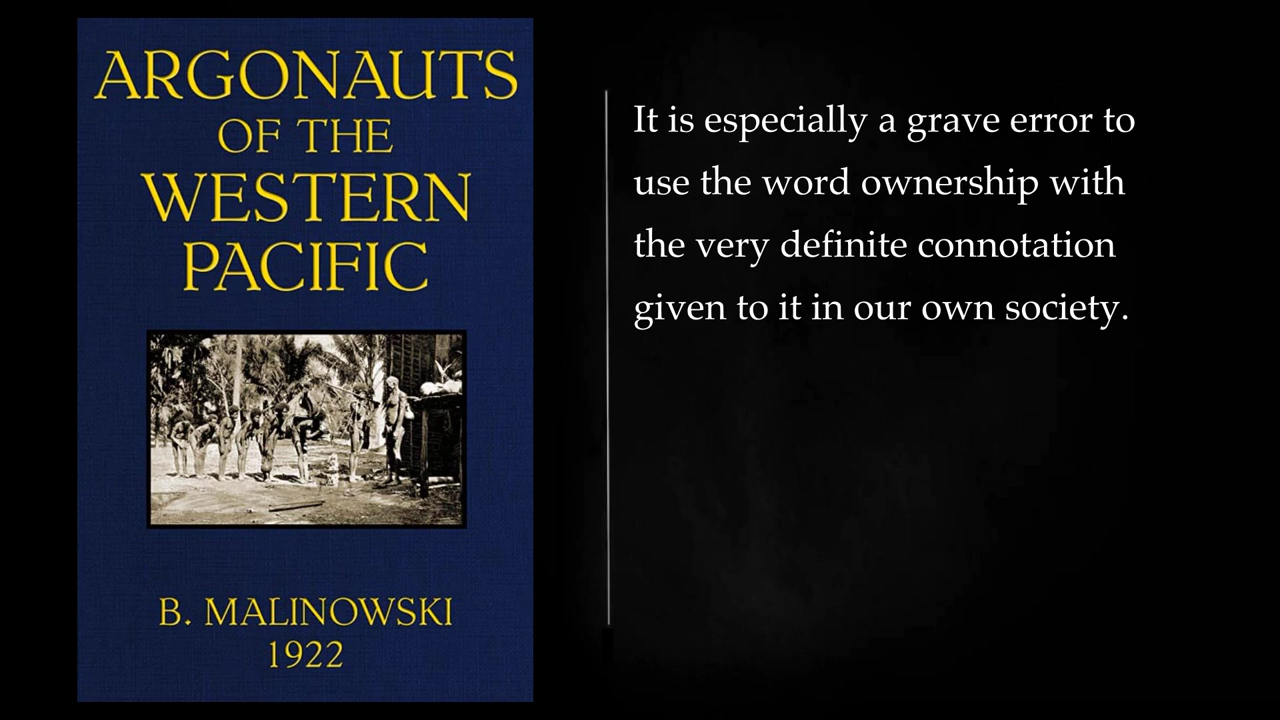 ARGONAUTS
OF THE
WESTERN
PACIFIC
B. MALINOWSKI
1922
It is especially a grave error to
use the word ownership with
the very definite connotation
given to it in our own society.